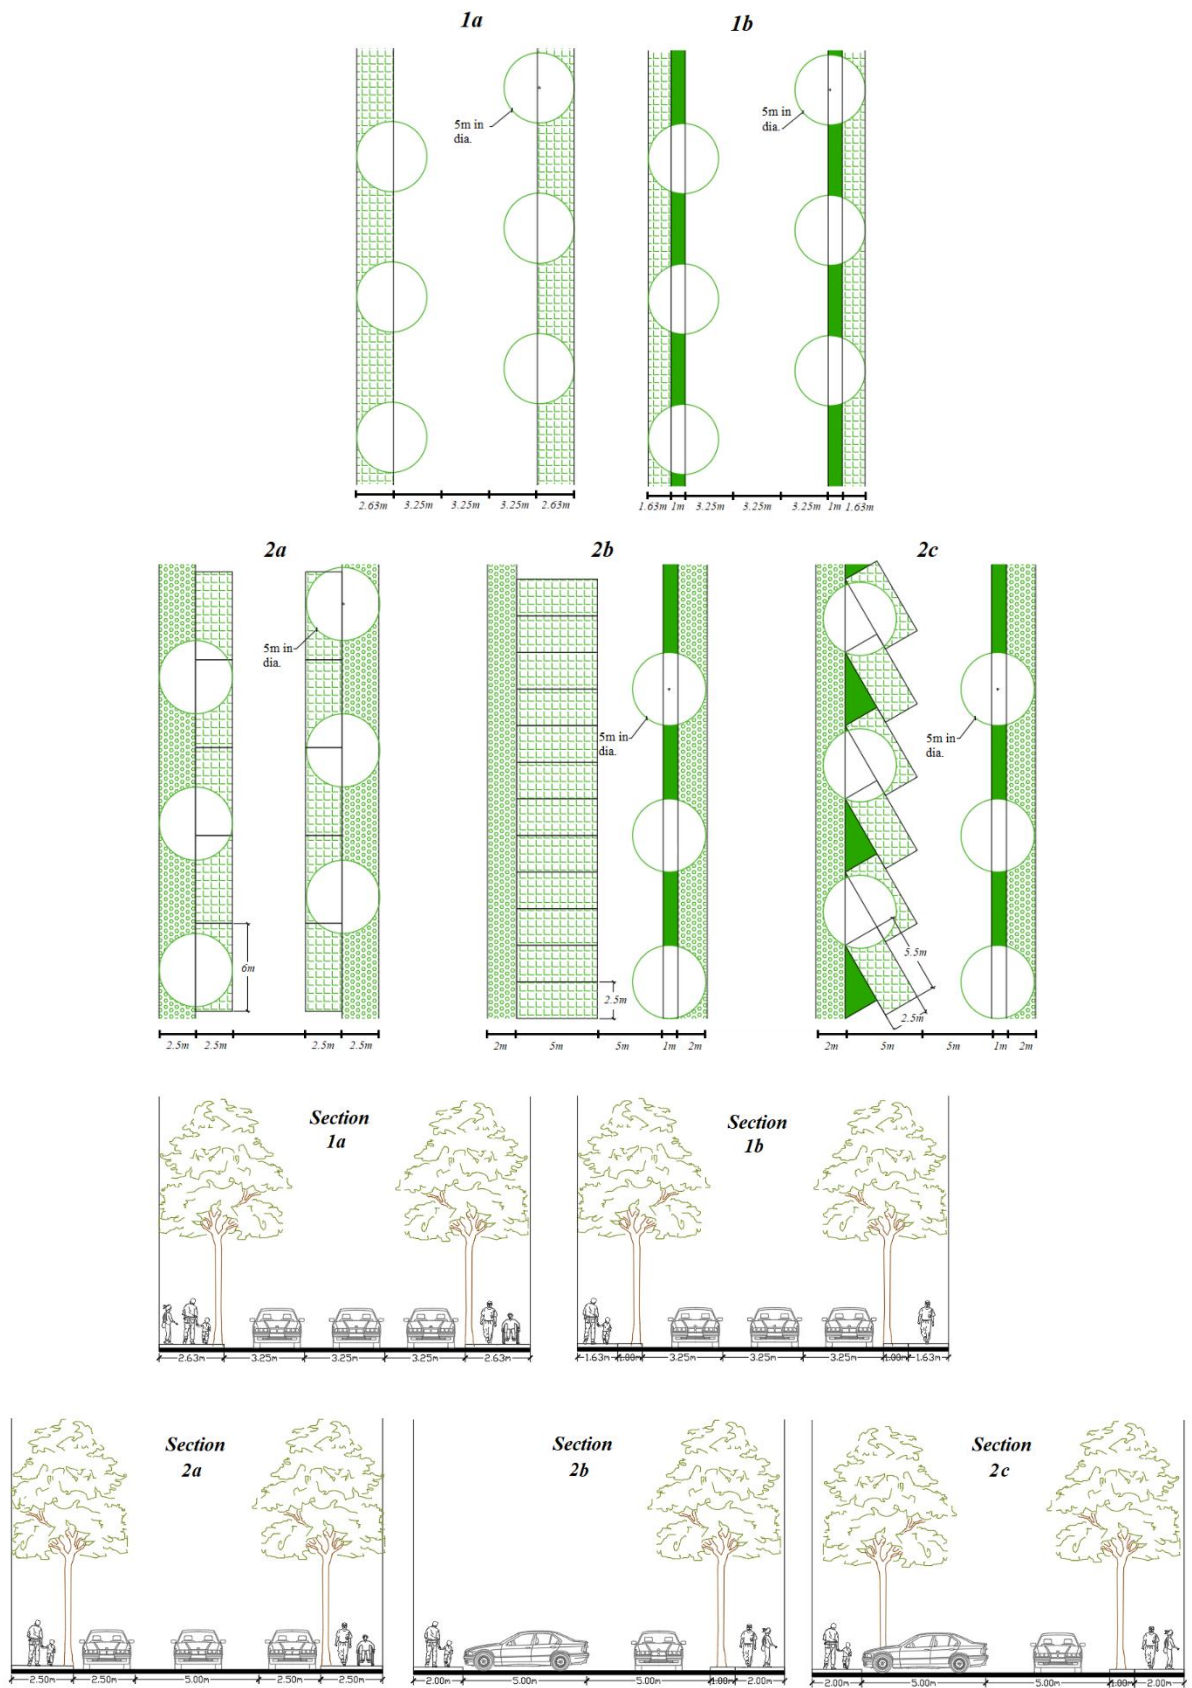 1a
1b
5m in
dia.
5m in
dia.
2.63m 3.25m 3.25m 3.25m 2.63m
1.63m 1m 3.25m 3.25m 3.25m 1m 1.63m
2a
2b
2c
5m in
dia.
5m in
dia.
5m in
dia.
6m
2.5m
5.5m
2.5m
2.5m 2.5m 2.5m 2.5m
2m 5m 5m 1m 2m
2m 5m 5m 1m 2m
Section
1a
Section
1b
2.63m 3.25m 3.25m 3.25m 2.63m
1.63m 1.00m 3.25m 3.25m 3.25m 1.00m 1.63m
Section
2a
Section
2b
Section
2c
2.50m 2.50m 5.00m 2.50m 2.50m
2.00m 5.00m 5.00m 1.00m 2.00m
2.00m 5.00m 5.00m 1.00m 2.00m